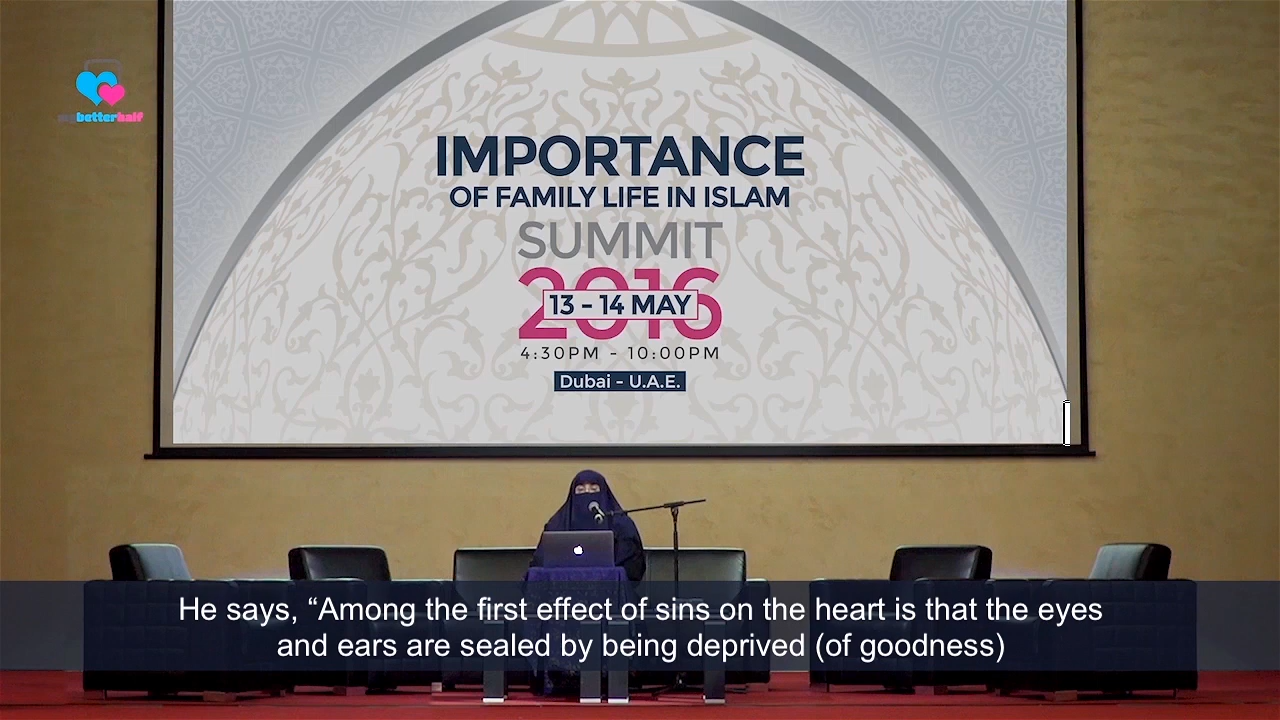 mybetterhalf
IMPORTANCE
OF FAMILY LIFE IN ISLAM
SUMMIT
2016
13 - 14 MAY
4:30PM - 10:00PM
Dubai - U.A.E.
He says, “Among the first effect of sins on the heart is that the eyes
and ears are sealed by being deprived (of goodness)